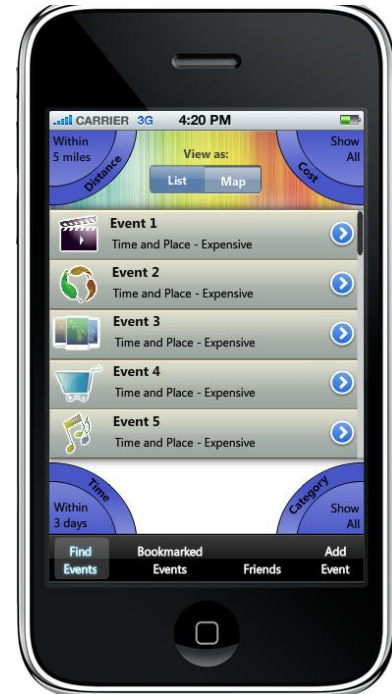 CARRIER 3G 4:20 PM
Within
5 miles
Distance
View as:
List Map
Show
All
Cost
Event 1
Time and Place - Expensive
Event 2
Time and Place - Expensive
Event 3
Time and Place - Expensive
Event 4
Time and Place - Expensive
Event 5
Time and Place - Expensive
Time
Within
3 days
Category
Show
All
Find
Events
Bookmarked
Events
Friends
Add
Event